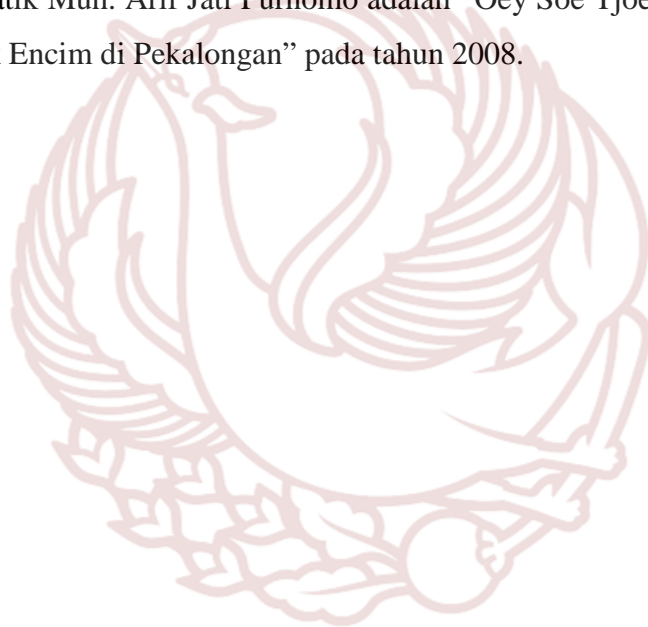 atik Muh. Arif Jati Purnomo adalah “Oey Soe Tjoe
Encim di Pekalongan” pada tahun 2008.